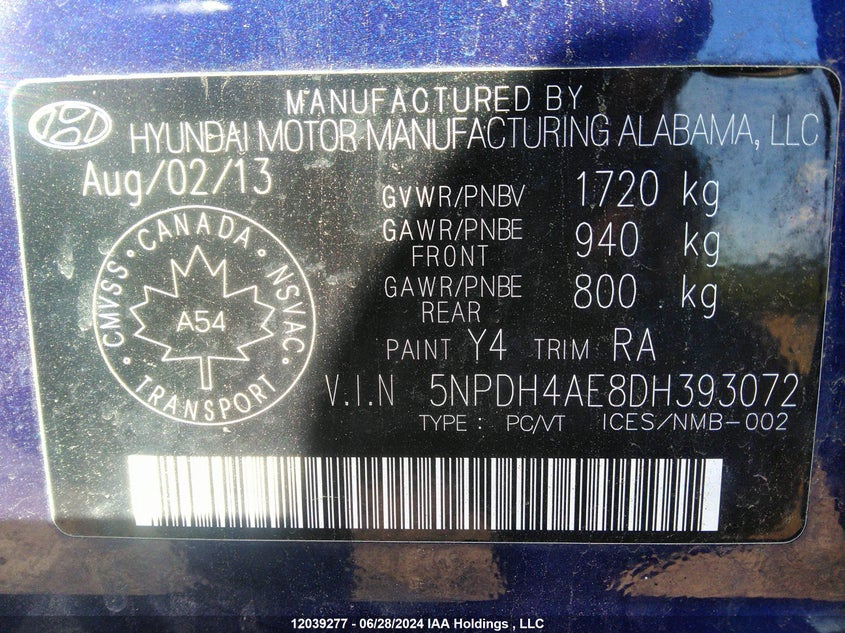 MANUFACTURED BY
HYUNDAI MOTOR MANUFACTURING ALABAMA, LLC
Aug/02/13
GVWR/PNBV 1720 kg
GAWR/PNBE FRONT 940 kg
GAWR/PNBE REAR 800 kg
PAINT Y4 TRIM RA
V.I.N 5NPDH4AE8DH393072
TYPE : PC/VT ICES/NMB-002
CMVSS • CANADA • NSVAC •
A54
TRANSPORT
12039277 - 06/28/2024 IAA Holdings , LLC